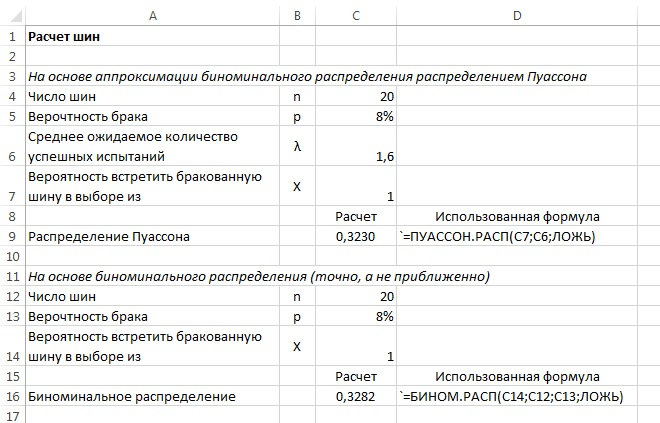 A B C D
1 Расчет шин
2
3 На основе аппроксимации биноминального распределения распределением Пуассона
4 Число шин n 20
5 Верочтность брака p 8%
Среднее ожидаемое количество
6 успешных испытаний λ 1,6
Вероятность встретить бракованную
7 шину в выборе из X 1
8 Расчет Использованная формула
9 Распределение Пуассона 0,3230 `=ПУАССОН.РАСП(C7;C6;ЛОЖЬ)
10
11 На основе биноминального распределения (точно, а не приближенно)
12 Число шин n 20
13 Верочтность брака p 8%
Вероятность встретить бракованную
14 шину в выборе из X 1
15 Расчет Использованная формула
16 Биноминальное распределение 0,3282 `=БИНОМ.РАСП(C14;C12;C13;ЛОЖЬ)
17